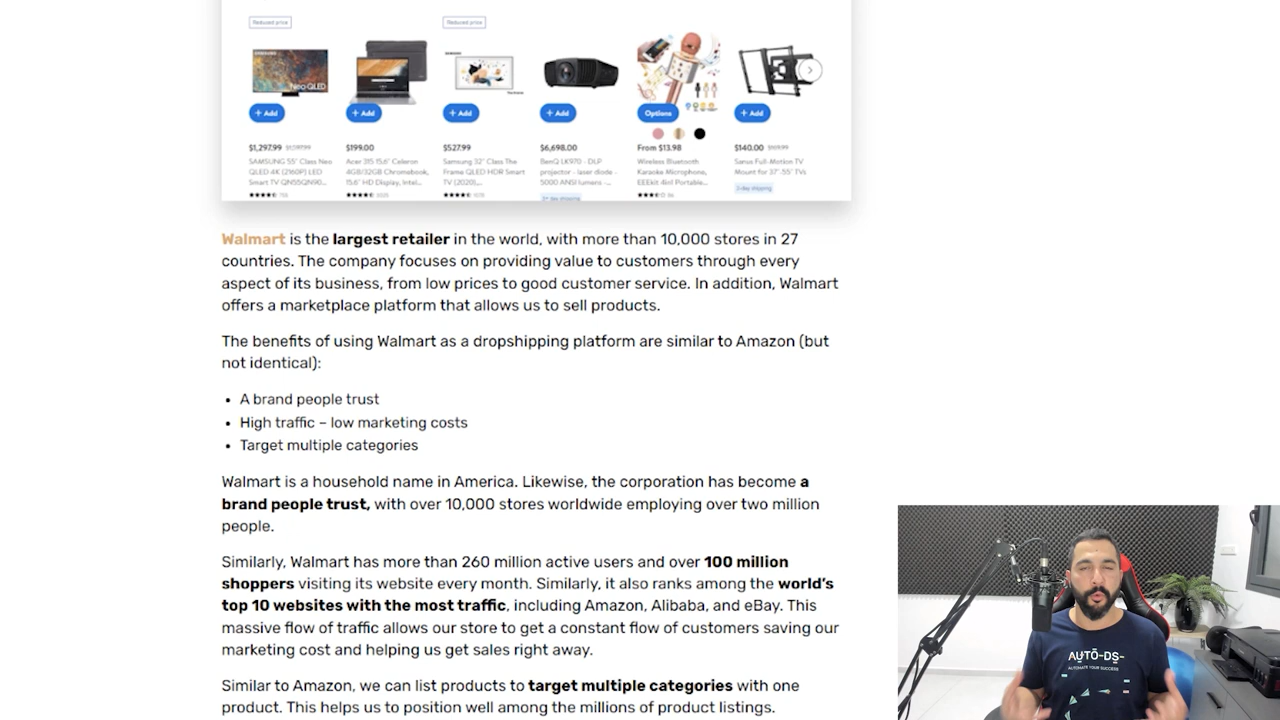 Reduced price
Reduced price
+ Add
+ Add
+ Add
+ Add
Options
+ Add
$1,297.99
$199.00
$527.99
$6,698.00
From $13.98
$140.00
SAMSUNG 55" Class Neo
QLED 4K (2160P) LED
Smart TV QN55QN90...
Acer 315 15.6" Celeron
4GB/32GB Chromebook,
15.6" HD Display, Intel...
Samsung 32" Class The
Frame QLED HDR Smart
TV (2020)...
BenQ LK970 - DLP
projector - laser diode -
5000 ANSI lumens -...
Wireless Bluetooth
Karaoke Microphone,
EEEkit 4in1 Portable...
Sanus Full-Motion TV
Mount for 37"-55" TVs
Walmart is the largest retailer in the world, with more than 10,000 stores in 27
countries. The company focuses on providing value to customers through every
aspect of its business, from low prices to good customer service. In addition, Walmart
offers a marketplace platform that allows us to sell products.
The benefits of using Walmart as a dropshipping platform are similar to Amazon (but
not identical):
• A brand people trust
• High traffic – low marketing costs
• Target multiple categories
Walmart is a household name in America. Likewise, the corporation has become a
brand people trust, with over 10,000 stores worldwide employing over two million
people.
Similarly, Walmart has more than 260 million active users and over 100 million
shoppers visiting its website every month. Similarly, it also ranks among the world's
top 10 websites with the most traffic, including Amazon, Alibaba, and eBay. This
massive flow of traffic allows our store to get a constant flow of customers saving our
marketing cost and helping us get sales right away.
Similar to Amazon, we can list products to target multiple categories with one
product. This helps us to position well among the millions of product listings.
AUTO-DS-
AUTOMATE YOUR SUCCESS